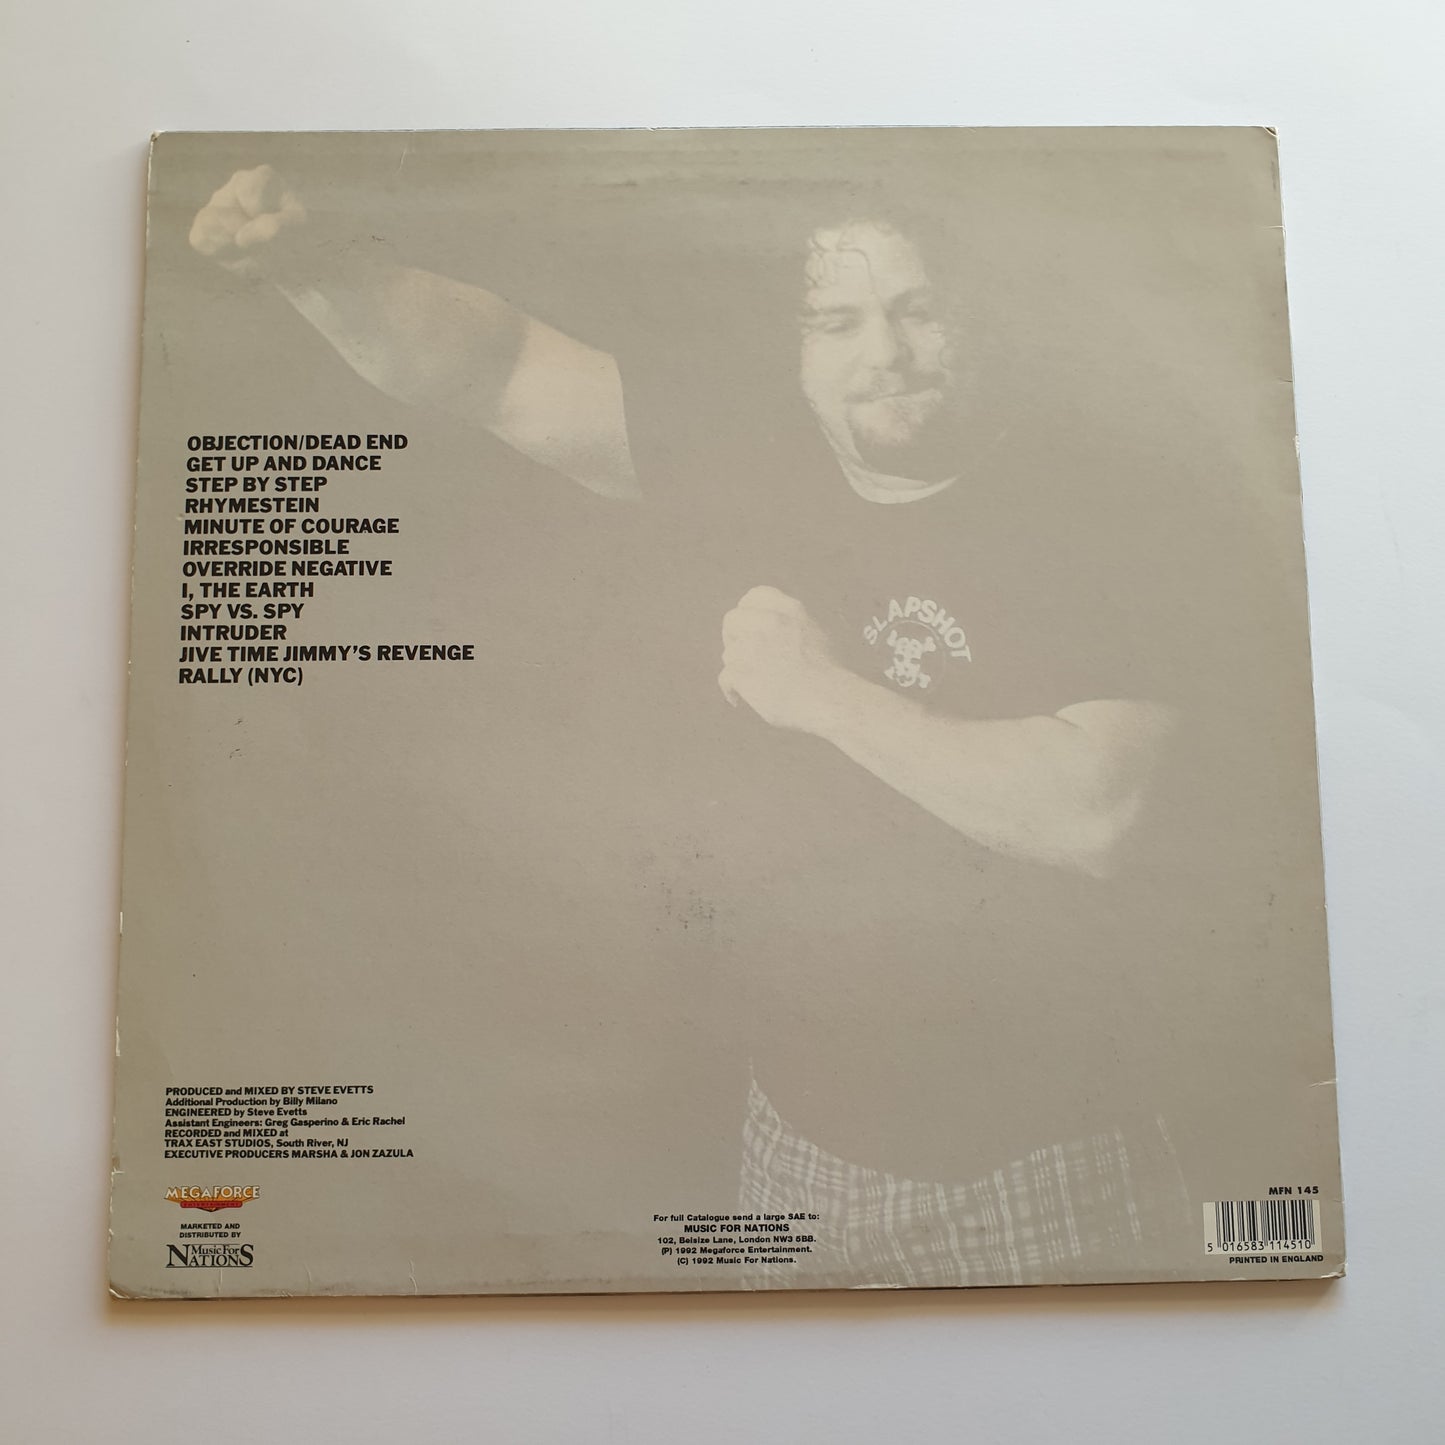 OBJECTION/DEAD END
GET UP AND DANCE
STEP BY STEP
RHYMESTEIN
MINUTE OF COURAGE
IRRESPONSIBLE
OVERRIDE NEGATIVE
I, THE EARTH
SPY VS. SPY
INTRUDER
JIVE TIME JIMMY'S REVENGE
RALLY (NYC)
SLAPSHOT
PRODUCED and MIXED BY STEVE EVETTS
Additional Production by Billy Milano
ENGINEERED by Steve Evetts
Assistant Engineers: Greg Gasperino & Eric Rachel
RECORDED and MIXED at
TRAX EAST STUDIOS, South River, NJ
EXECUTIVE PRODUCERS MARSHA & JON ZAZULA
MEGAFORCE
ENTERTAINMENT
MARKETED AND
DISTRIBUTED BY
Music For
NATIONS
For full Catalogue send a large SAE to:
MUSIC FOR NATIONS
102, Belsize Lane, London NW3 5BB.
(P) 1992 Megaforce Entertainment.
(C) 1992 Music For Nations.
MFN 145
5 016583 114510
PRINTED IN ENGLAND